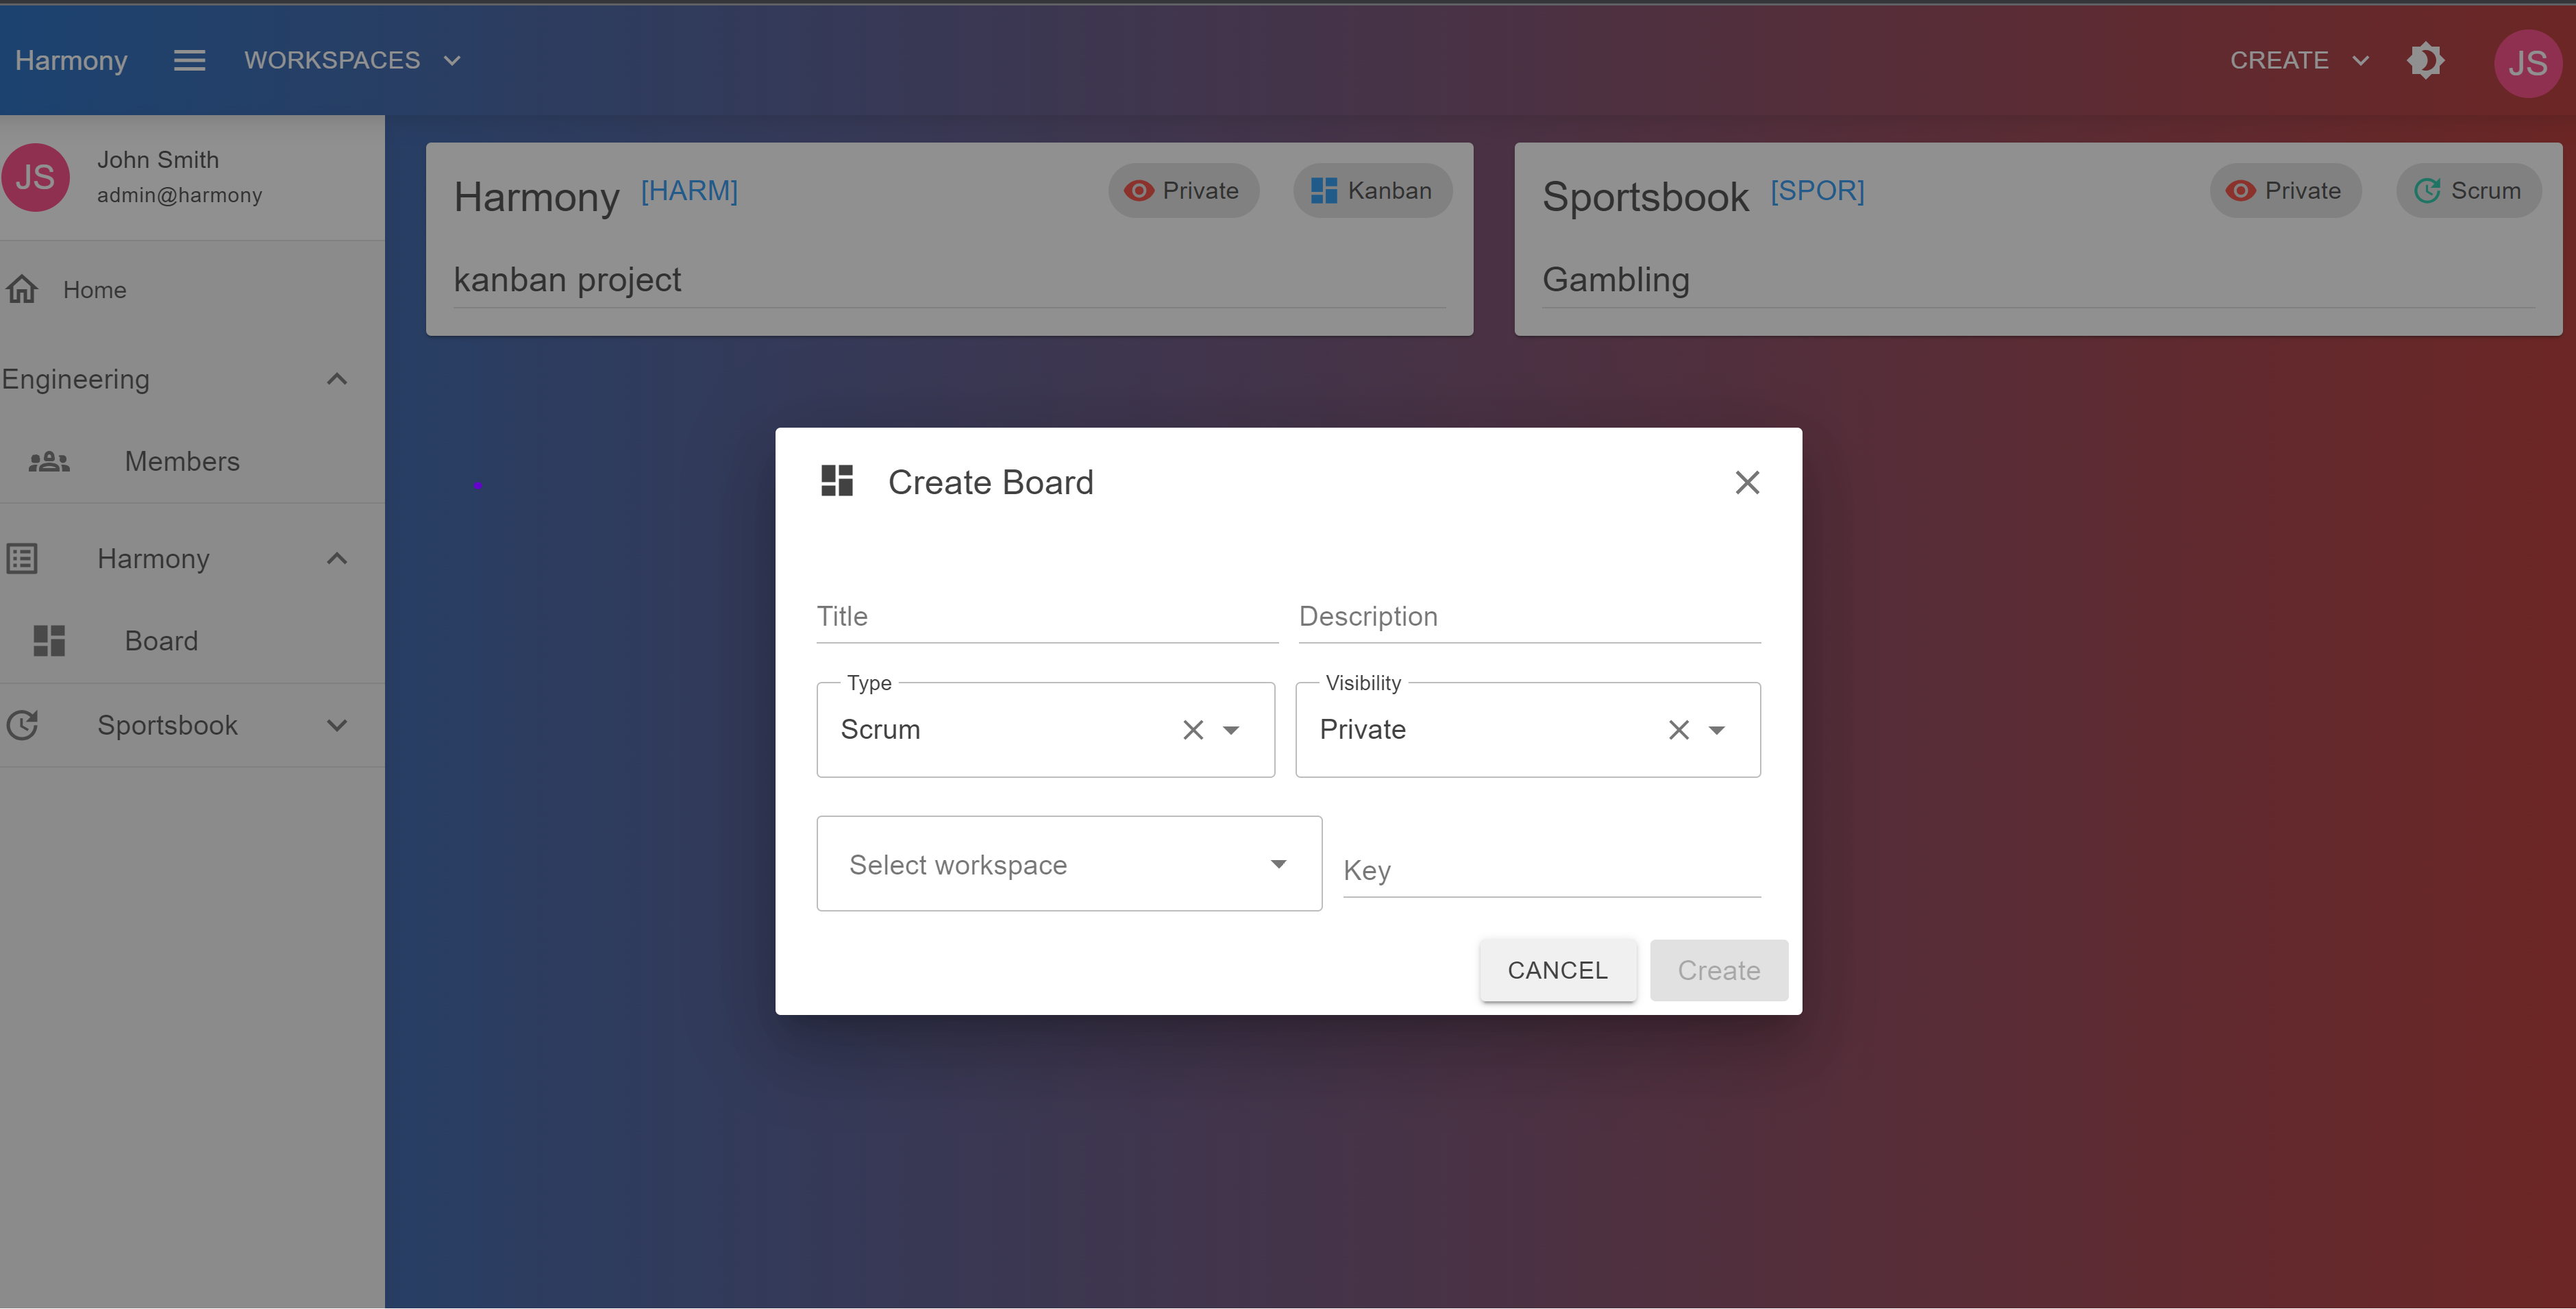 Harmony WORKSPACES CREATE JS
JS John Smith
admin@harmony
Home
Engineering
Members
Harmony
Board
Sportsbook
Harmony [HARM] Private Kanban
kanban project
Sportsbook [SPOR] Private Scrum
Gambling
Create Board
Title Description
Type Visibility
Scrum Private
Select workspace Key
CANCEL Create